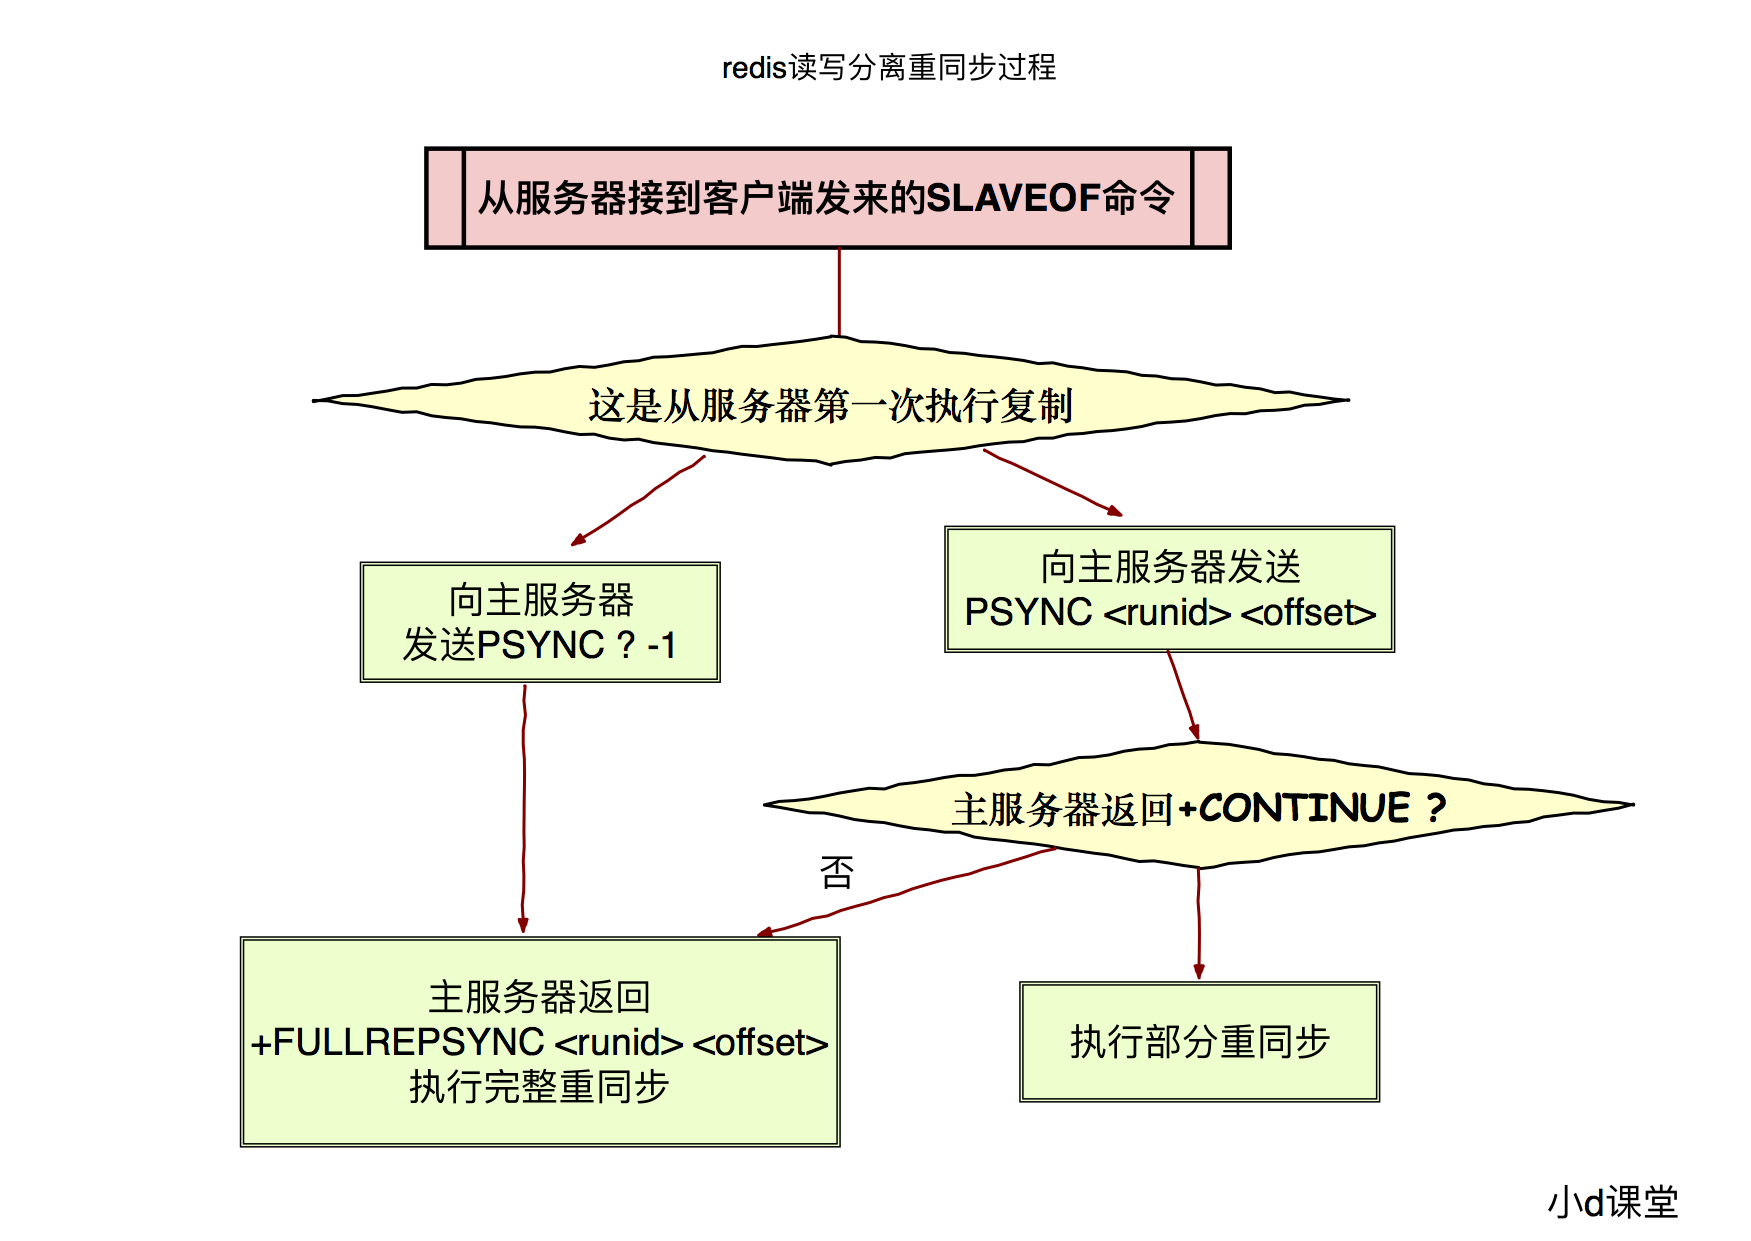 redis读写分离重同步过程
从服务器接到客户端发来的SLAVEOF命令
这是从服务器第一次执行复制
向主服务器
发送PSYNC ? -1
向主服务器发送
PSYNC <runid> <offset>
主服务器返回+CONTINUE ?
否
主服务器返回
+FULLREPSYNC <runid> <offset>
执行完整重同步
执行部分重同步
小d课堂